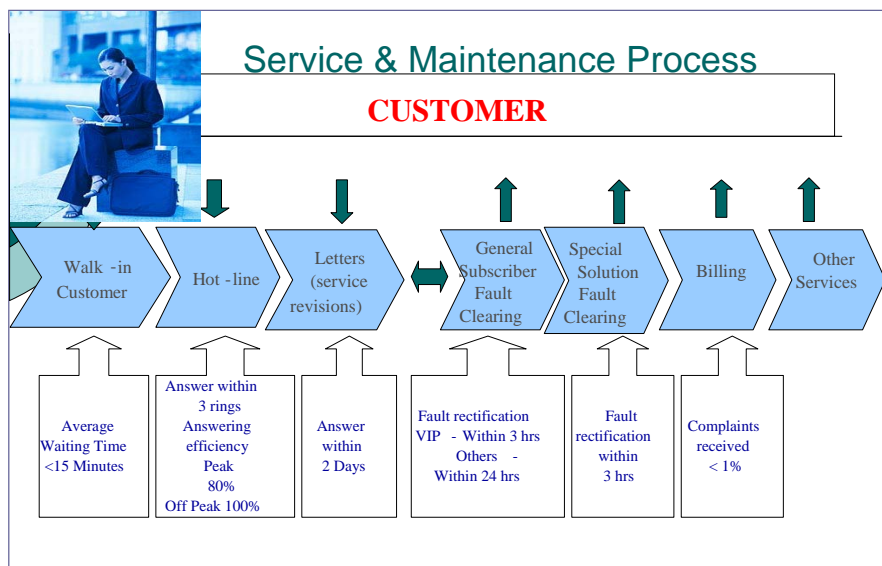 Service & Maintenance Process
CUSTOMER
Walk -in
Customer
Hot -line
Letters
(service
revisions)
General
Subscriber
Fault
Clearing
Special
Solution
Fault
Clearing
Billing
Other
Services
Average
Waiting Time
<15 Minutes
Answer within
3 rings
Answering
efficiency
Peak
80%
Off Peak 100%
Answer
within
2 Days
Fault rectification
VIP - Within 3 hrs
Others -
Within 24 hrs
Fault
rectification
within
3 hrs
Complaints
received
< 1%